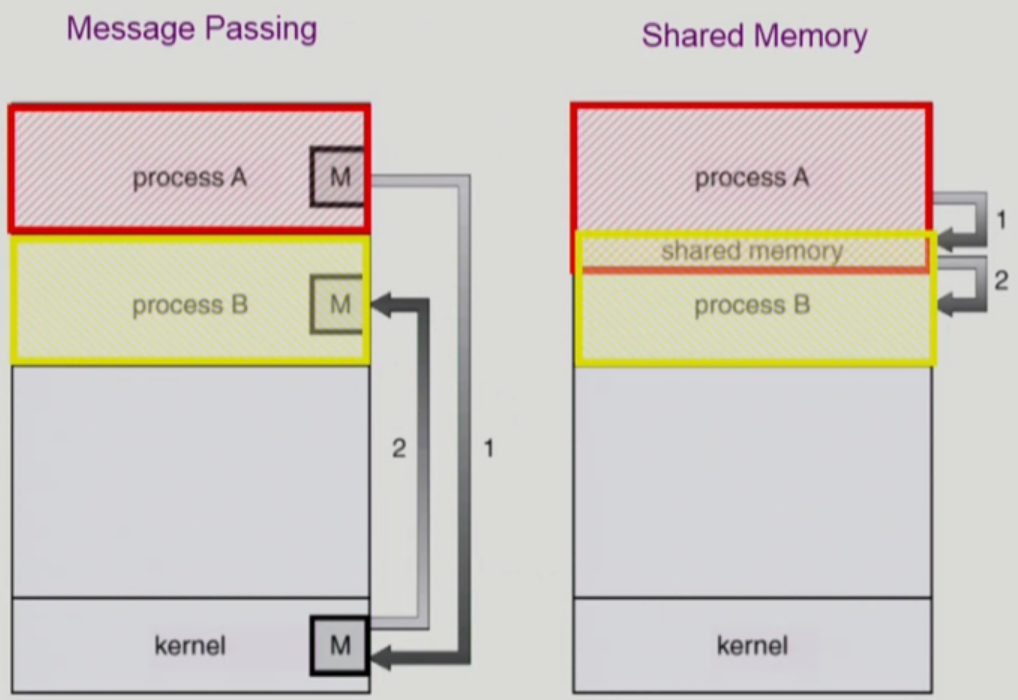 Message Passing
process A
M
process B
M
2
1
kernel
M
Shared Memory
process A
1
shared memory
2
process B
kernel